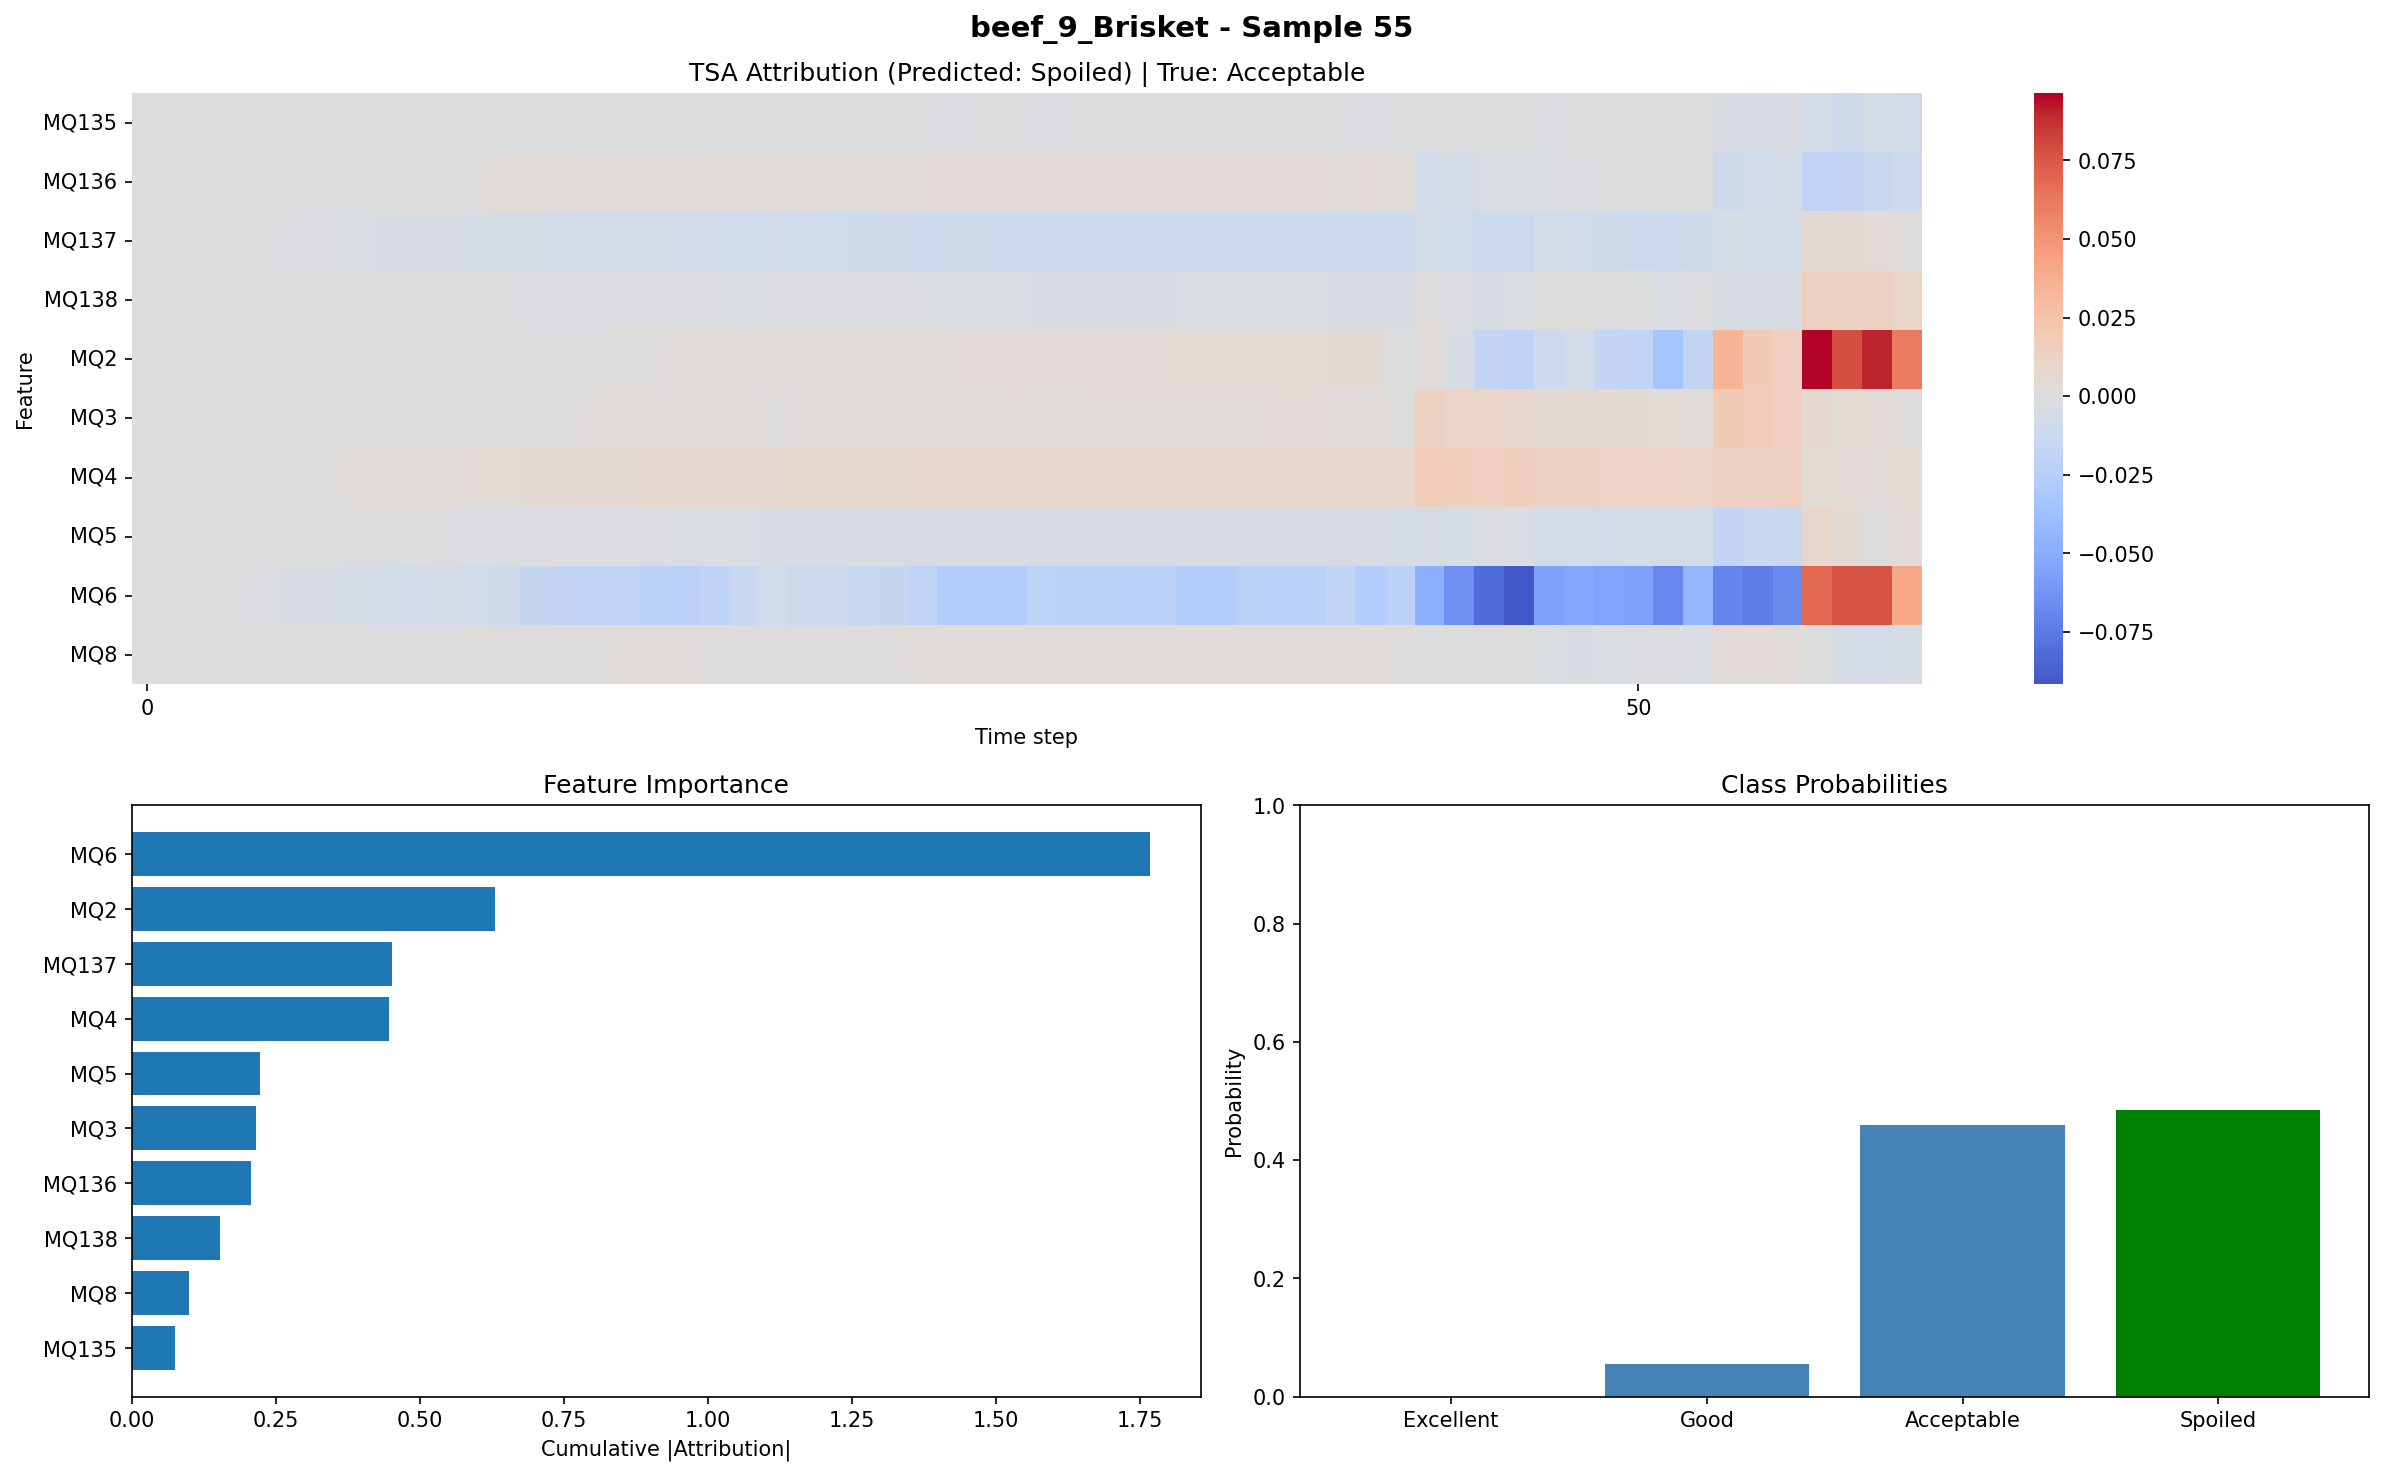 beef_9_Brisket - Sample 55
TSA Attribution (Predicted: Spoiled) | True: Acceptable
Feature
MQ135
MQ136
MQ137
MQ138
MQ2
MQ3
MQ4
MQ5
MQ6
MQ8
0
50
Time step
0.075
0.050
0.025
0.000
−0.025
−0.050
−0.075
Feature Importance
MQ6
MQ2
MQ137
MQ4
MQ5
MQ3
MQ136
MQ138
MQ8
MQ135
0.00
0.25
0.50
0.75
1.00
1.25
1.50
1.75
Cumulative |Attribution|
Class Probabilities
Probability
1.0
0.8
0.6
0.4
0.2
0.0
Excellent
Good
Acceptable
Spoiled